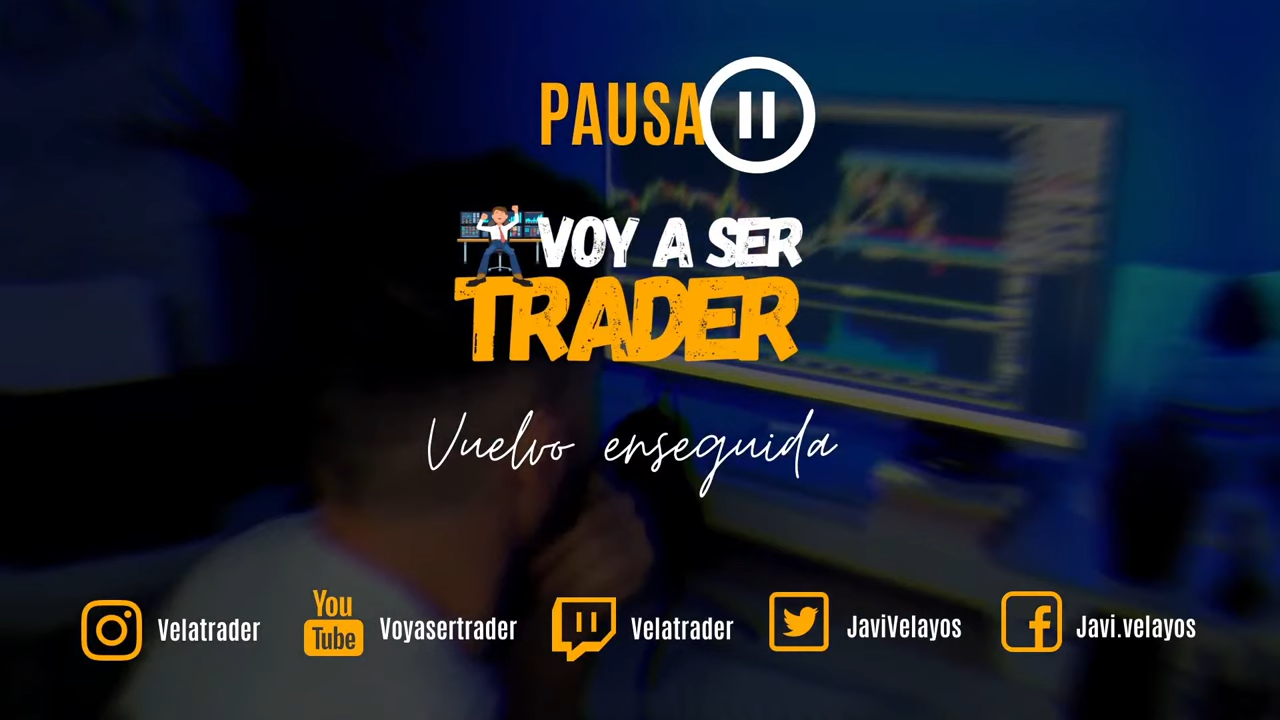 PAUSA
VOY A SER
TRADER
Vuelvo enseguida
Velatrader
You Tube
Voyasertrader
Velatrader
JaviVelayos
Javi.velayos